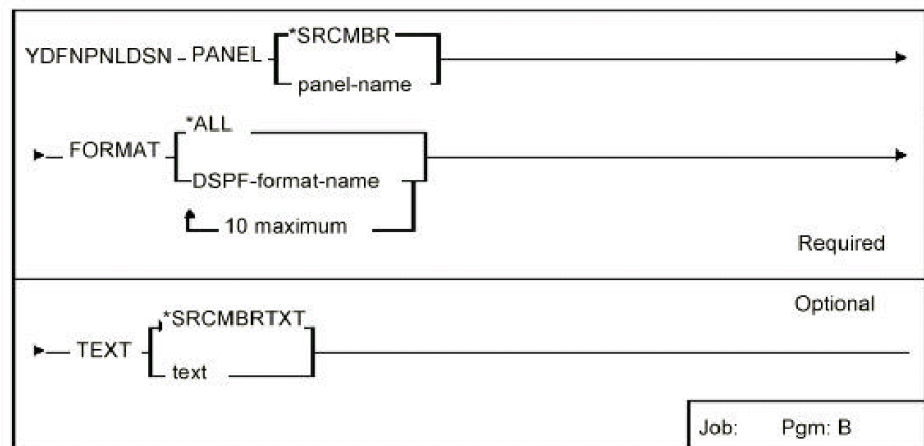 *SRCMBR
YDFNPNLDSN PANEL
panel-name
*ALL
FORMAT
DSPF-format-name
10 maximum
Required
Optional
*SRCMBRTXT
TEXT
text
Job: Pgm: B